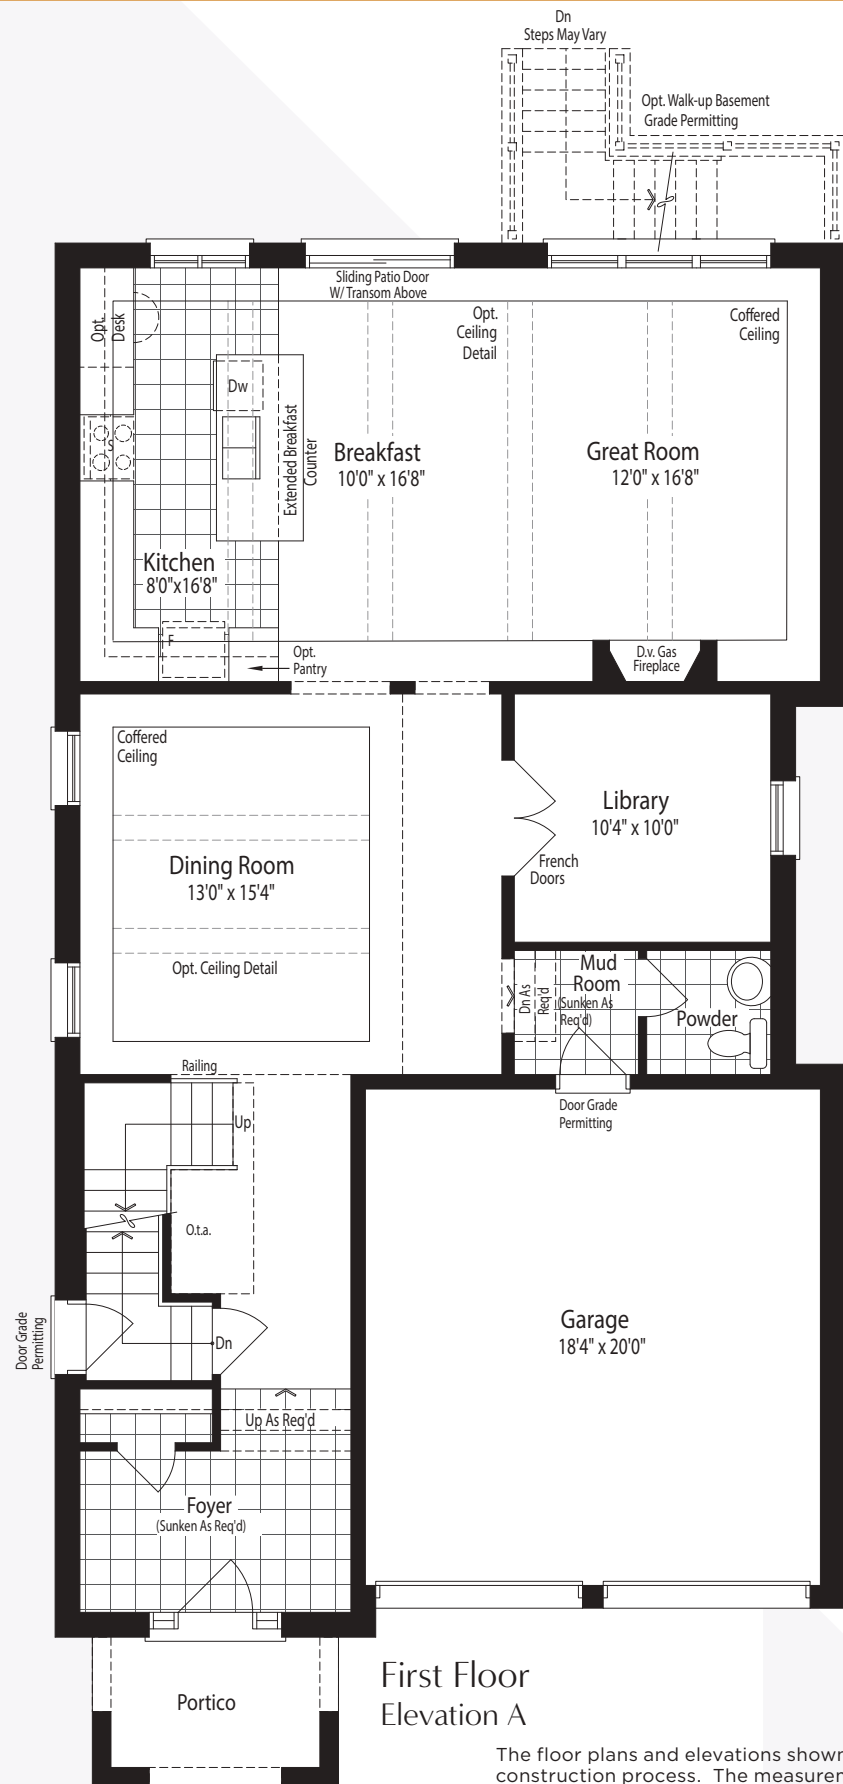 Dn
Steps May Vary
Opt. Walk-up Basement
Grade Permitting
Sliding Patio Door
W/ Transom Above
Opt.
Desk
Opt.
Ceiling
Detail
Coffered
Ceiling
Dw
S
Extended Breakfast
Counter
Breakfast
10'0" x 16'8"
Great Room
12'0" x 16'8"
Kitchen
8'0"x16'8"
F
Opt.
Pantry
D.v. Gas
Fireplace
Coffered
Ceiling
Library
10'4" x 10'0"
Dining Room
13'0" x 15'4"
French
Doors
Opt. Ceiling Detail
Mud
Room
(Sunken As
Req'd)
Dn As
Req'd
Powder
Railing
Door Grade
Permitting
Up
O.t.a.
Door Grade
Permitting
Dn
Garage
18'4" x 20'0"
Up As Req'd
Foyer
(Sunken As Req'd)
Portico
First Floor
Elevation A
The floor plans and elevations shown
construction process. The measuren